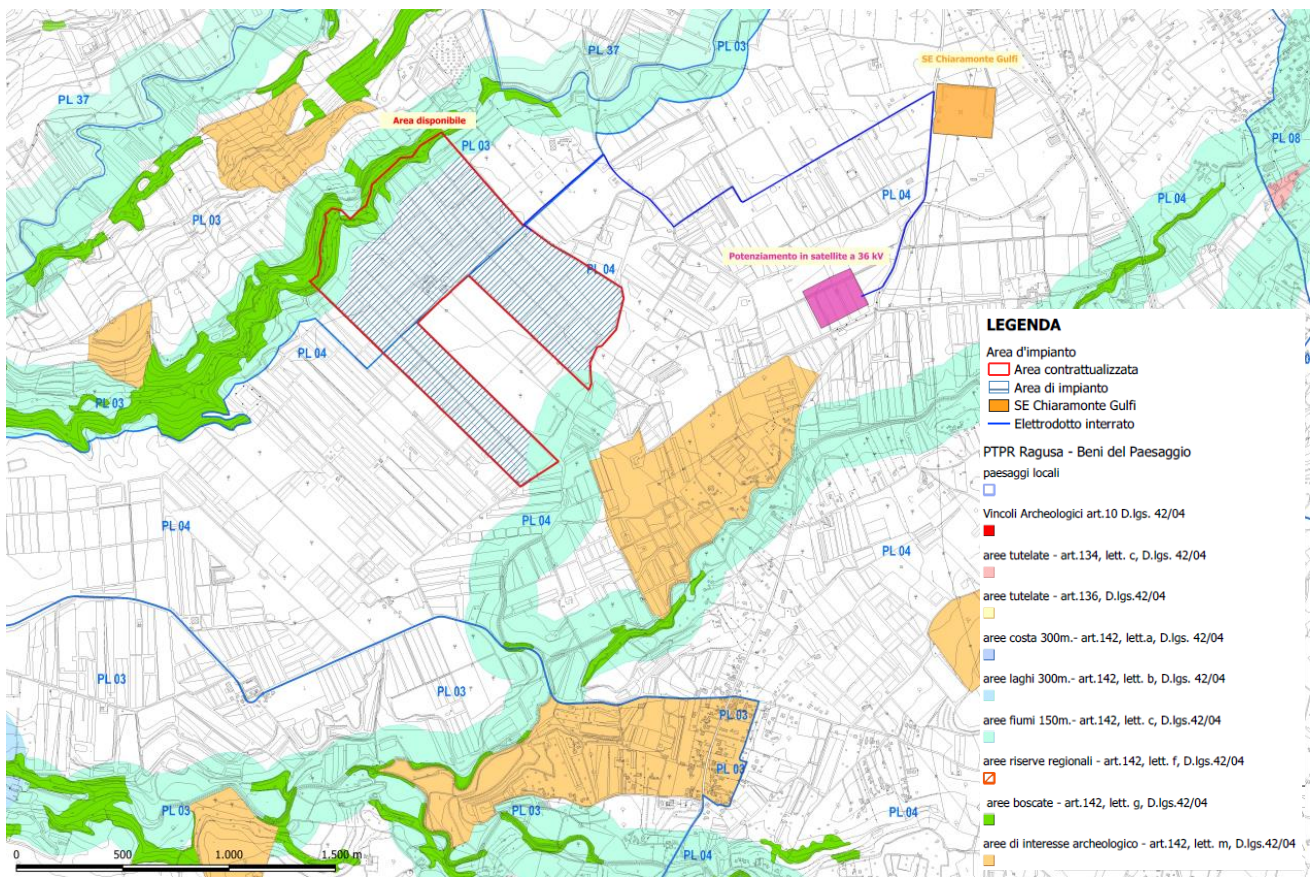 PL 37
PL 03
SE Chiaramonte Gulfi
PL 37
Area disponibile
PL 03
PL 08
PL 04
PL 04
PL 03
Potenziamento in satellite a 36 kV
PL 04
PL 04
PL 03
PL 04
PL 04
PL 04
PL 03
PL 03
PL 03
PL 03
PL 03
PL 03
PL 04
PL 04
0 500 1.000 1.500 m
LEGENDA
Area d'impianto
Area contrattualizzata
Area di impianto
SE Chiaramonte Gulfi
Elettrodotto interrato
PTPR Ragusa - Beni del Paesaggio
paesaggi locali
Vincoli Archeologici art.10 D.lgs. 42/04
aree tutelate - art.134, lett. c, D.lgs. 42/04
aree tutelate - art.136, D.lgs.42/04
aree costa 300m.- art.142, lett.a, D.lgs. 42/04
aree laghi 300m.- art.142, lett. b, D.lgs. 42/04
aree fiumi 150m.- art.142, lett. c, D.lgs.42/04
aree riserve regionali - art.142, lett. f, D.lgs.42/04
aree boscate - art.142, lett. g, D.lgs.42/04
aree di interesse archeologico - art.142, lett. m, D.lgs.42/04